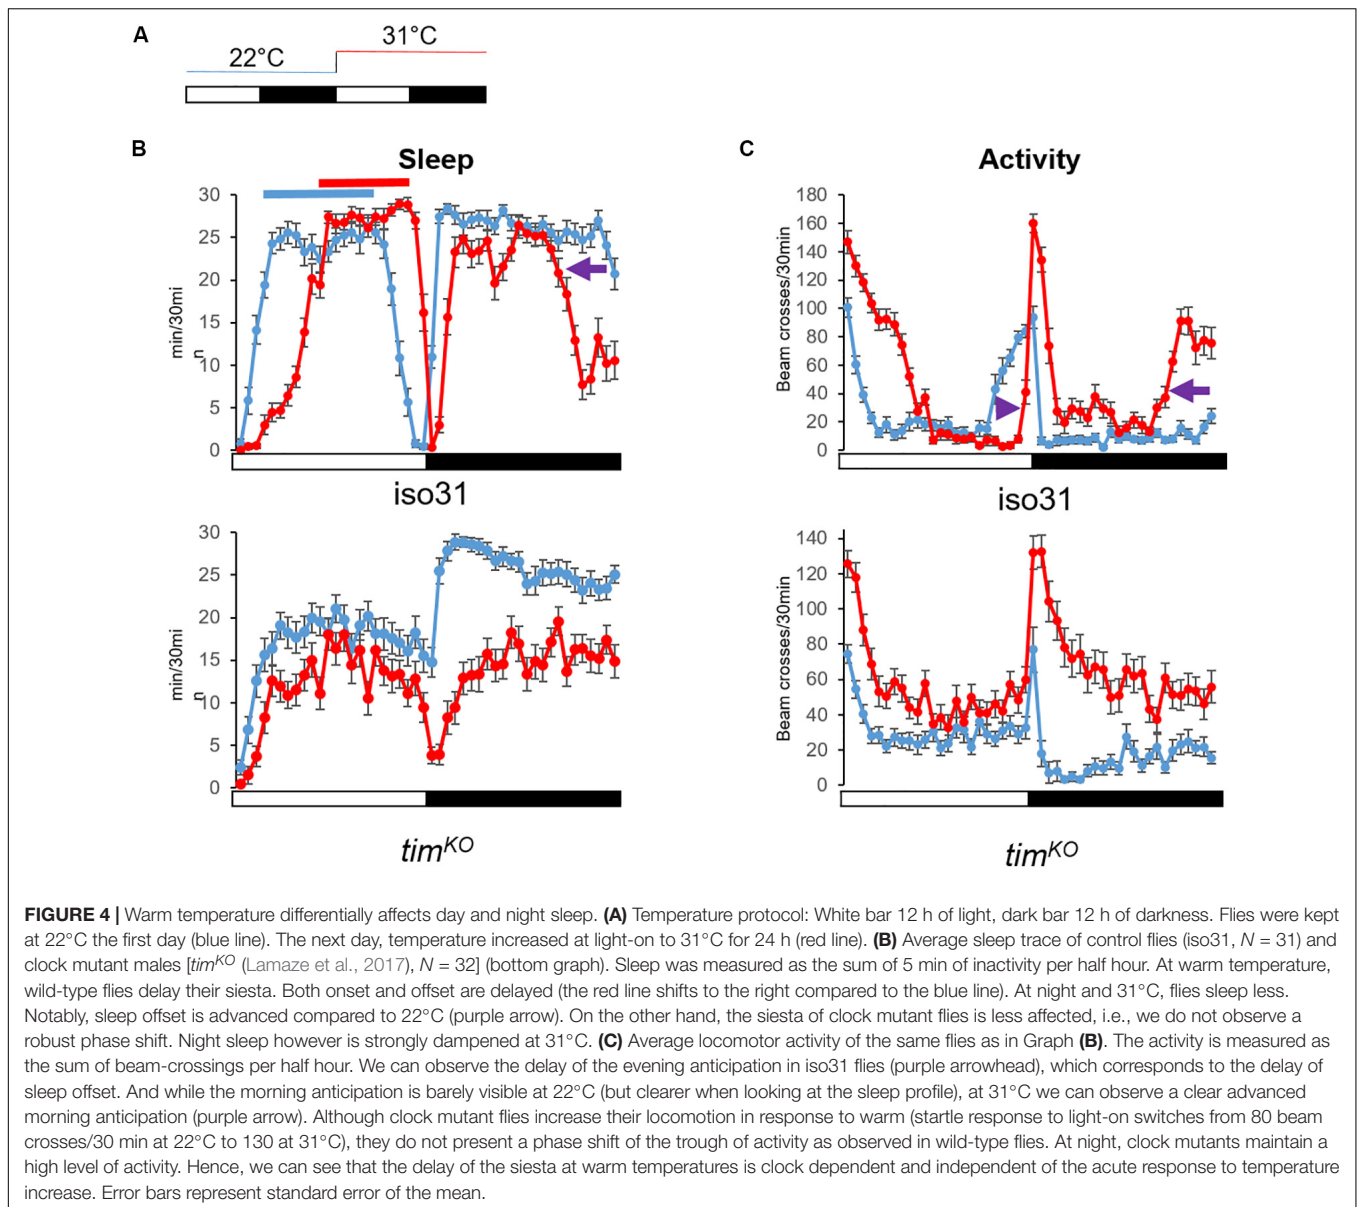 A
22°C
31°C
B
Sleep
30
25
20
15
10
5
0
min/30mi
n
iso31
C
Activity
180
160
140
120
100
80
60
40
20
0
Beam crosses/30min
iso31
30
25
20
15
10
5
0
min/30mi
n
tim^KO
140
120
100
80
60
40
20
0
Beam crosses/30min
tim^KO
FIGURE 4 | Warm temperature differentially affects day and night sleep. (A) Temperature protocol: White bar 12 h of light, dark bar 12 h of darkness. Flies were kept
at 22°C the first day (blue line). The next day, temperature increased at light-on to 31°C for 24 h (red line). (B) Average sleep trace of control flies (iso31, N = 31) and
clock mutant males [tim^KO (Lamaze et al., 2017), N = 32] (bottom graph). Sleep was measured as the sum of 5 min of inactivity per half hour. At warm temperature,
wild-type flies delay their siesta. Both onset and offset are delayed (the red line shifts to the right compared to the blue line). At night and 31°C, flies sleep less.
Notably, sleep offset is advanced compared to 22°C (purple arrow). On the other hand, the siesta of clock mutant flies is less affected, i.e., we do not observe a
robust phase shift. Night sleep however is strongly dampened at 31°C. (C) Average locomotor activity of the same flies as in Graph (B). The activity is measured as
the sum of beam-crossings per half hour. We can observe the delay of the evening anticipation in iso31 flies (purple arrowhead), which corresponds to the delay of
sleep offset. And while the morning anticipation is barely visible at 22°C (but clearer when looking at the sleep profile), at 31°C we can observe a clear advanced
morning anticipation (purple arrow). Although clock mutant flies increase their locomotion in response to warm (startle response to light-on switches from 80 beam
crosses/30 min at 22°C to 130 at 31°C), they do not present a phase shift of the trough of activity as observed in wild-type flies. At night, clock mutants maintain a
high level of activity. Hence, we can see that the delay of the siesta at warm temperatures is clock dependent and independent of the acute response to temperature
increase. Error bars represent standard error of the mean.